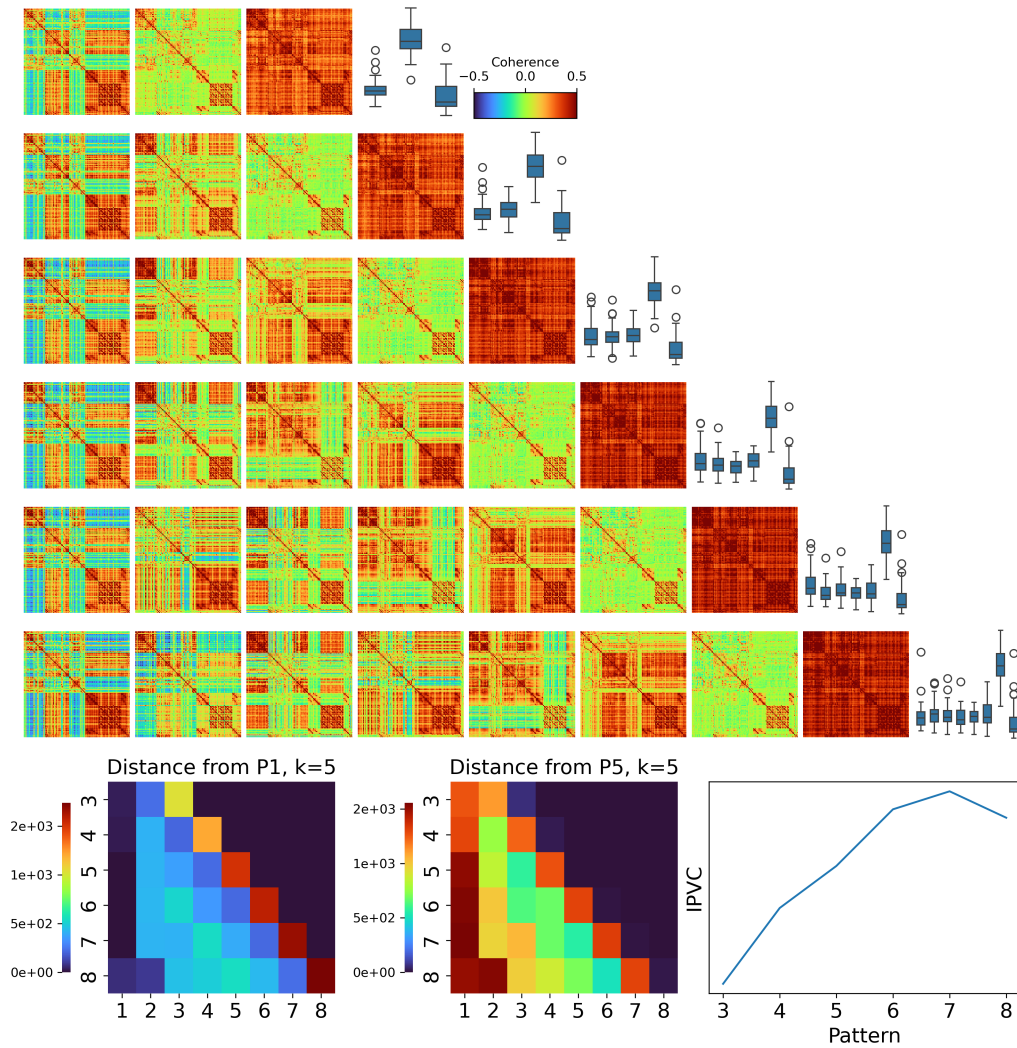 Coherence
−0.5 0.0 0.5
Distance from P1, k=5
Distance from P5, k=5
2e+03
1e+03
5e+02
0e+00
3
4
5
6
7
8
1 2 3 4 5 6 7 8
2e+03
1e+03
5e+02
0e+00
3
4
5
6
7
8
1 2 3 4 5 6 7 8
IPVC
3 4 5 6 7 8
Pattern